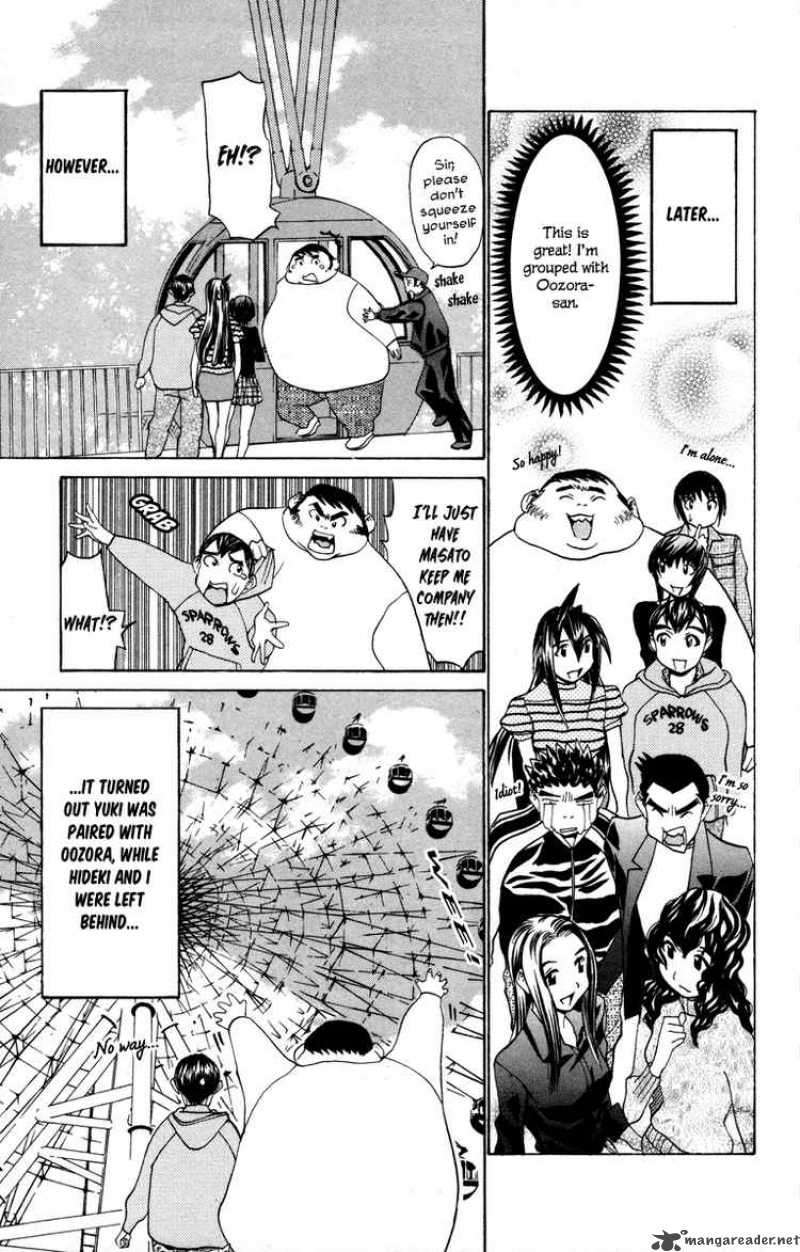 LATER...
This is
great! I'm
grouped with
Oozora-
san.
So happy!
I'm alone...
SPARROWS
28
Idiot!
I'm so
sorry...
HOWEVER...
EH!?
Sir,
please
don't
squeeze
yourself
in!
shake
shake
I'LL JUST
HAVE
MASATO
KEEP ME
COMPANY
THEN!!
GRAB
WHAT!?
SPARROWS
28
...IT TURNED
OUT YUKI WAS
PAIRED WITH
OOZORA, WHILE
HIDEKI AND I
WERE LEFT
BEHIND...
WEEE!
No way...
mangareader.net